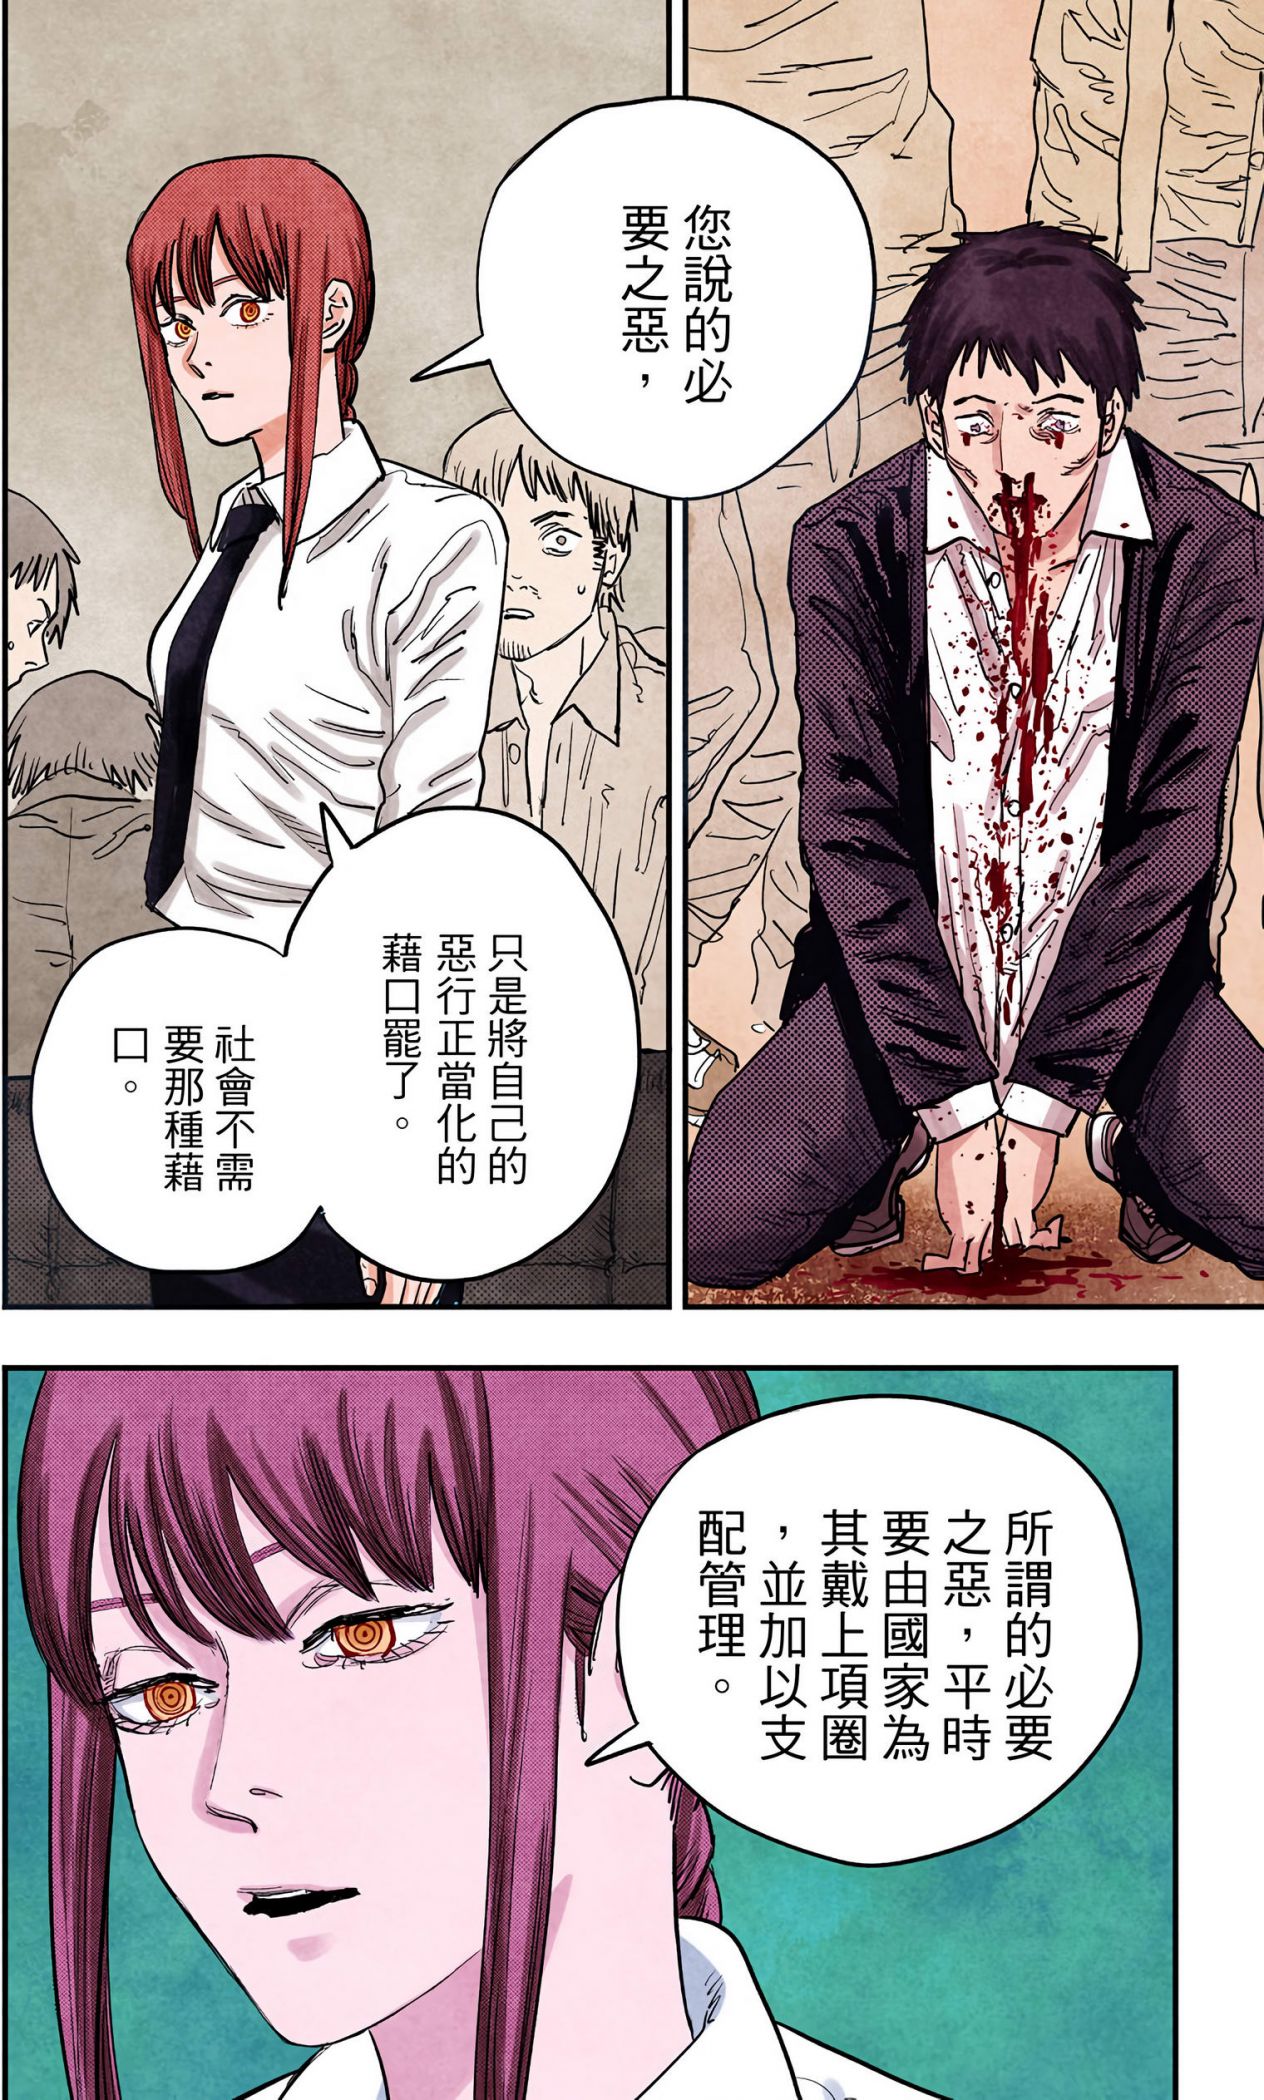 您說的必
要之惡，
只是將自己的
惡行正當化的
藉口罷了。
社會不需
要那種藉
口。
所謂的必要
之惡，平時
要由國家為
其戴上項圈
，並加以支
配管理。